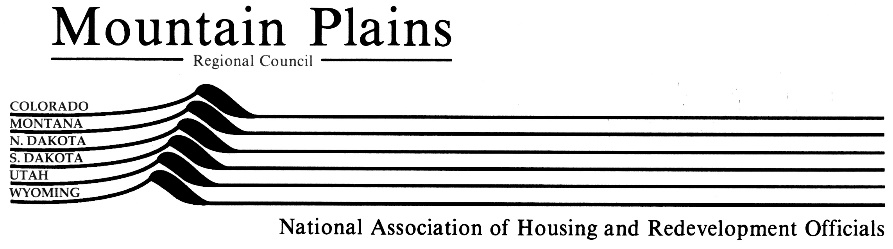 Mountain Plains
Regional Council
COLORADO
MONTANA
N. DAKOTA
S. DAKOTA
UTAH
WYOMING
National Association of Housing and Redevelopment Officials